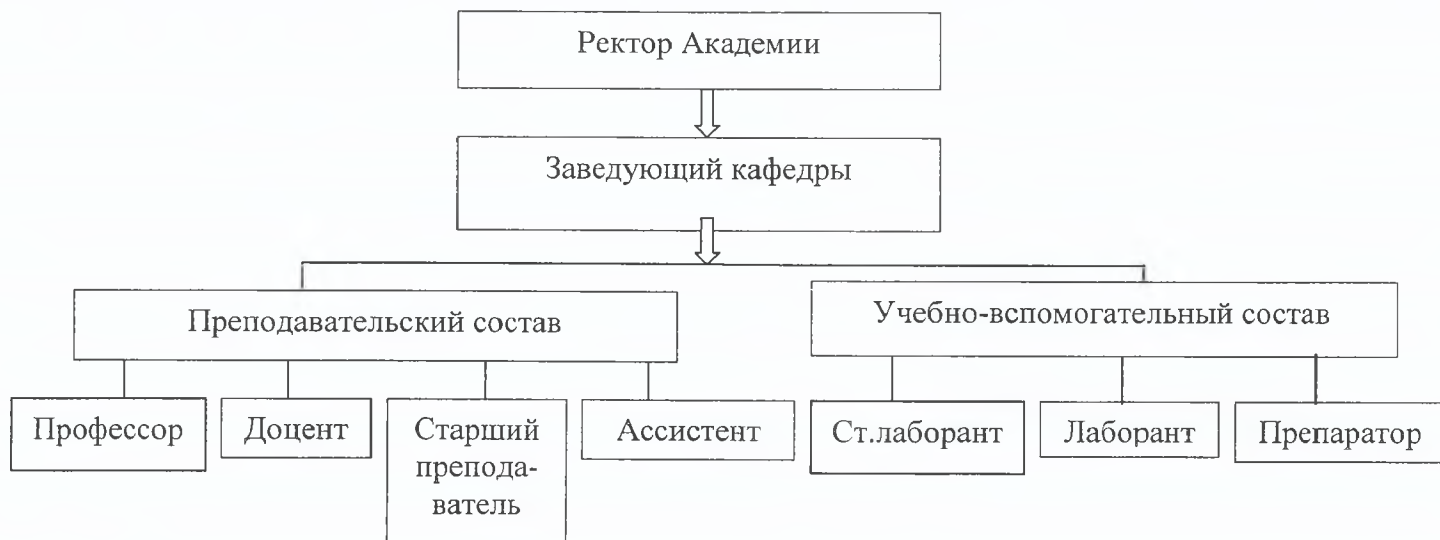 Ректор Академии
Заведующий кафедры
Преподавательский состав
Учебно-вспомогательный состав
Профессор
Доцент
Старший
препода-
ватель
Ассистент
Ст.лаборант
Лаборант
Препаратор